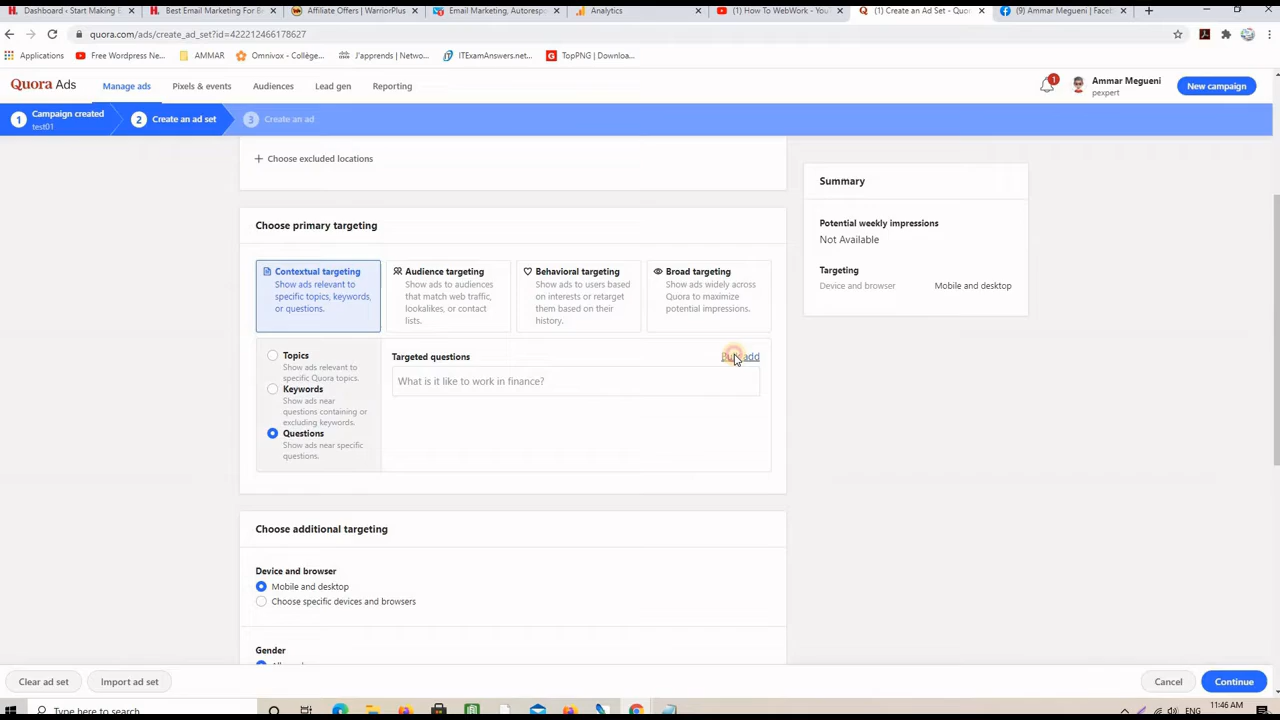 Dashboard ‹ Start Making
Best Email Marketing For B
Affiliate Offers | WarriorPlus
Email Marketing, Autorespo
Analytics
(1) How To WebWork - You
(1) Create an Ad Set - Quo
(9) Ammar Megueni | Face
quora.com/ads/create_ad_set?id=422212466178627
Applications
Free Wordpress Ne...
AMMAR
Omnivox - Collège...
J'apprends | Netwo...
ITExamAnswers.net...
TopPNG | Downloa...
Quora Ads
Manage ads
Pixels & events
Audiences
Lead gen
Reporting
1
Ammar Megueni
pexpert
New campaign
1 Campaign created
test01
2 Create an ad set
3 Create an ad
+ Choose excluded locations
Summary
Potential weekly impressions
Not Available
Targeting
Device and browser Mobile and desktop
Choose primary targeting
Contextual targeting
Show ads relevant to
specific topics, keywords,
or questions.
Audience targeting
Show ads to audiences
that match web traffic,
lookalikes, or contact
lists.
Behavioral targeting
Show ads to users based
on interests or retarget
them based on their
history.
Broad targeting
Show ads widely across
Quora to maximize
potential impressions.
Topics
Show ads relevant to
specific Quora topics.
Keywords
Show ads near
questions containing or
excluding keywords.
Questions
Show ads near specific
questions.
Targeted questions
add
What is it like to work in finance?
Choose additional targeting
Device and browser
Mobile and desktop
Choose specific devices and browsers
Gender
Clear ad set
Import ad set
Cancel
Continue
Type here to search
ENG
11:46 AM